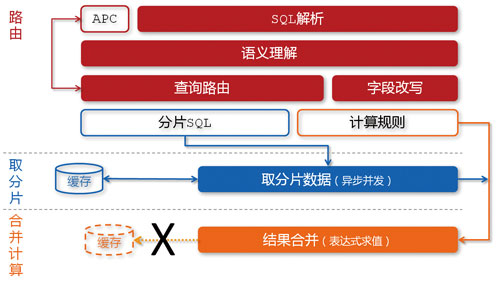 路由
APC
SQL解析
语义理解
查询路由
字段改写
分片SQL
计算规则
取分片
缓存
取分片数据（异步并发）
合并计算
缓存
X
结果合并（表达式求值）